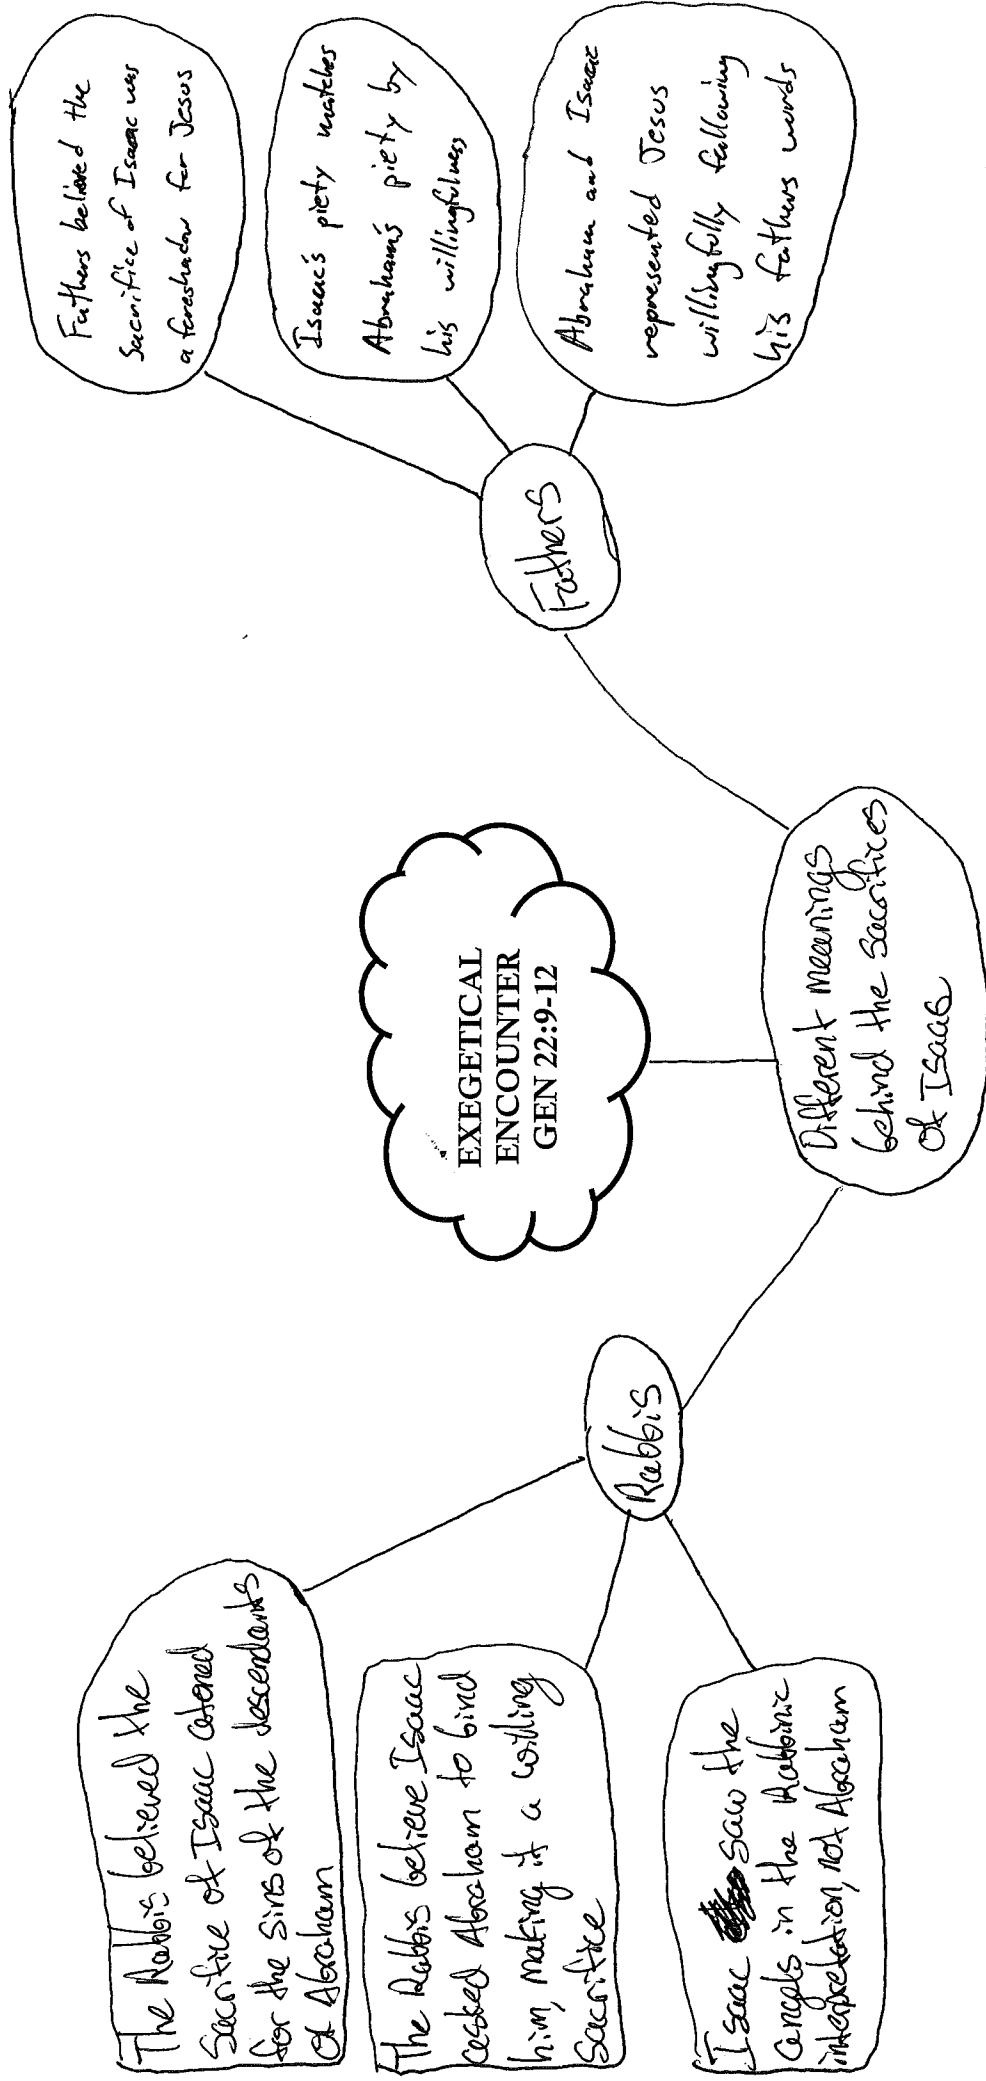 EXEGETICAL
ENCOUNTER
GEN 22:9-12
Different meanings
behind the sacrifices
of Isaac
Rabbis
The Rabbis believed the
Sacrifice of Isaac atoned
for the sins of the descendants
of Abraham
The Rabbis believe Isaac
asked Abraham to bind
him, making it a willing
Sacrifice
Isaac saw the
angels in the Rabbinic
interpretation, not Abraham
Fathers
Fathers believed the
Sacrifice of Isaac was
a foreshadow for Jesus
Isaac's piety matches
Abraham's piety by
his willingfulness
Abraham and Isaac
represented Jesus
willingfully following
his fathers words